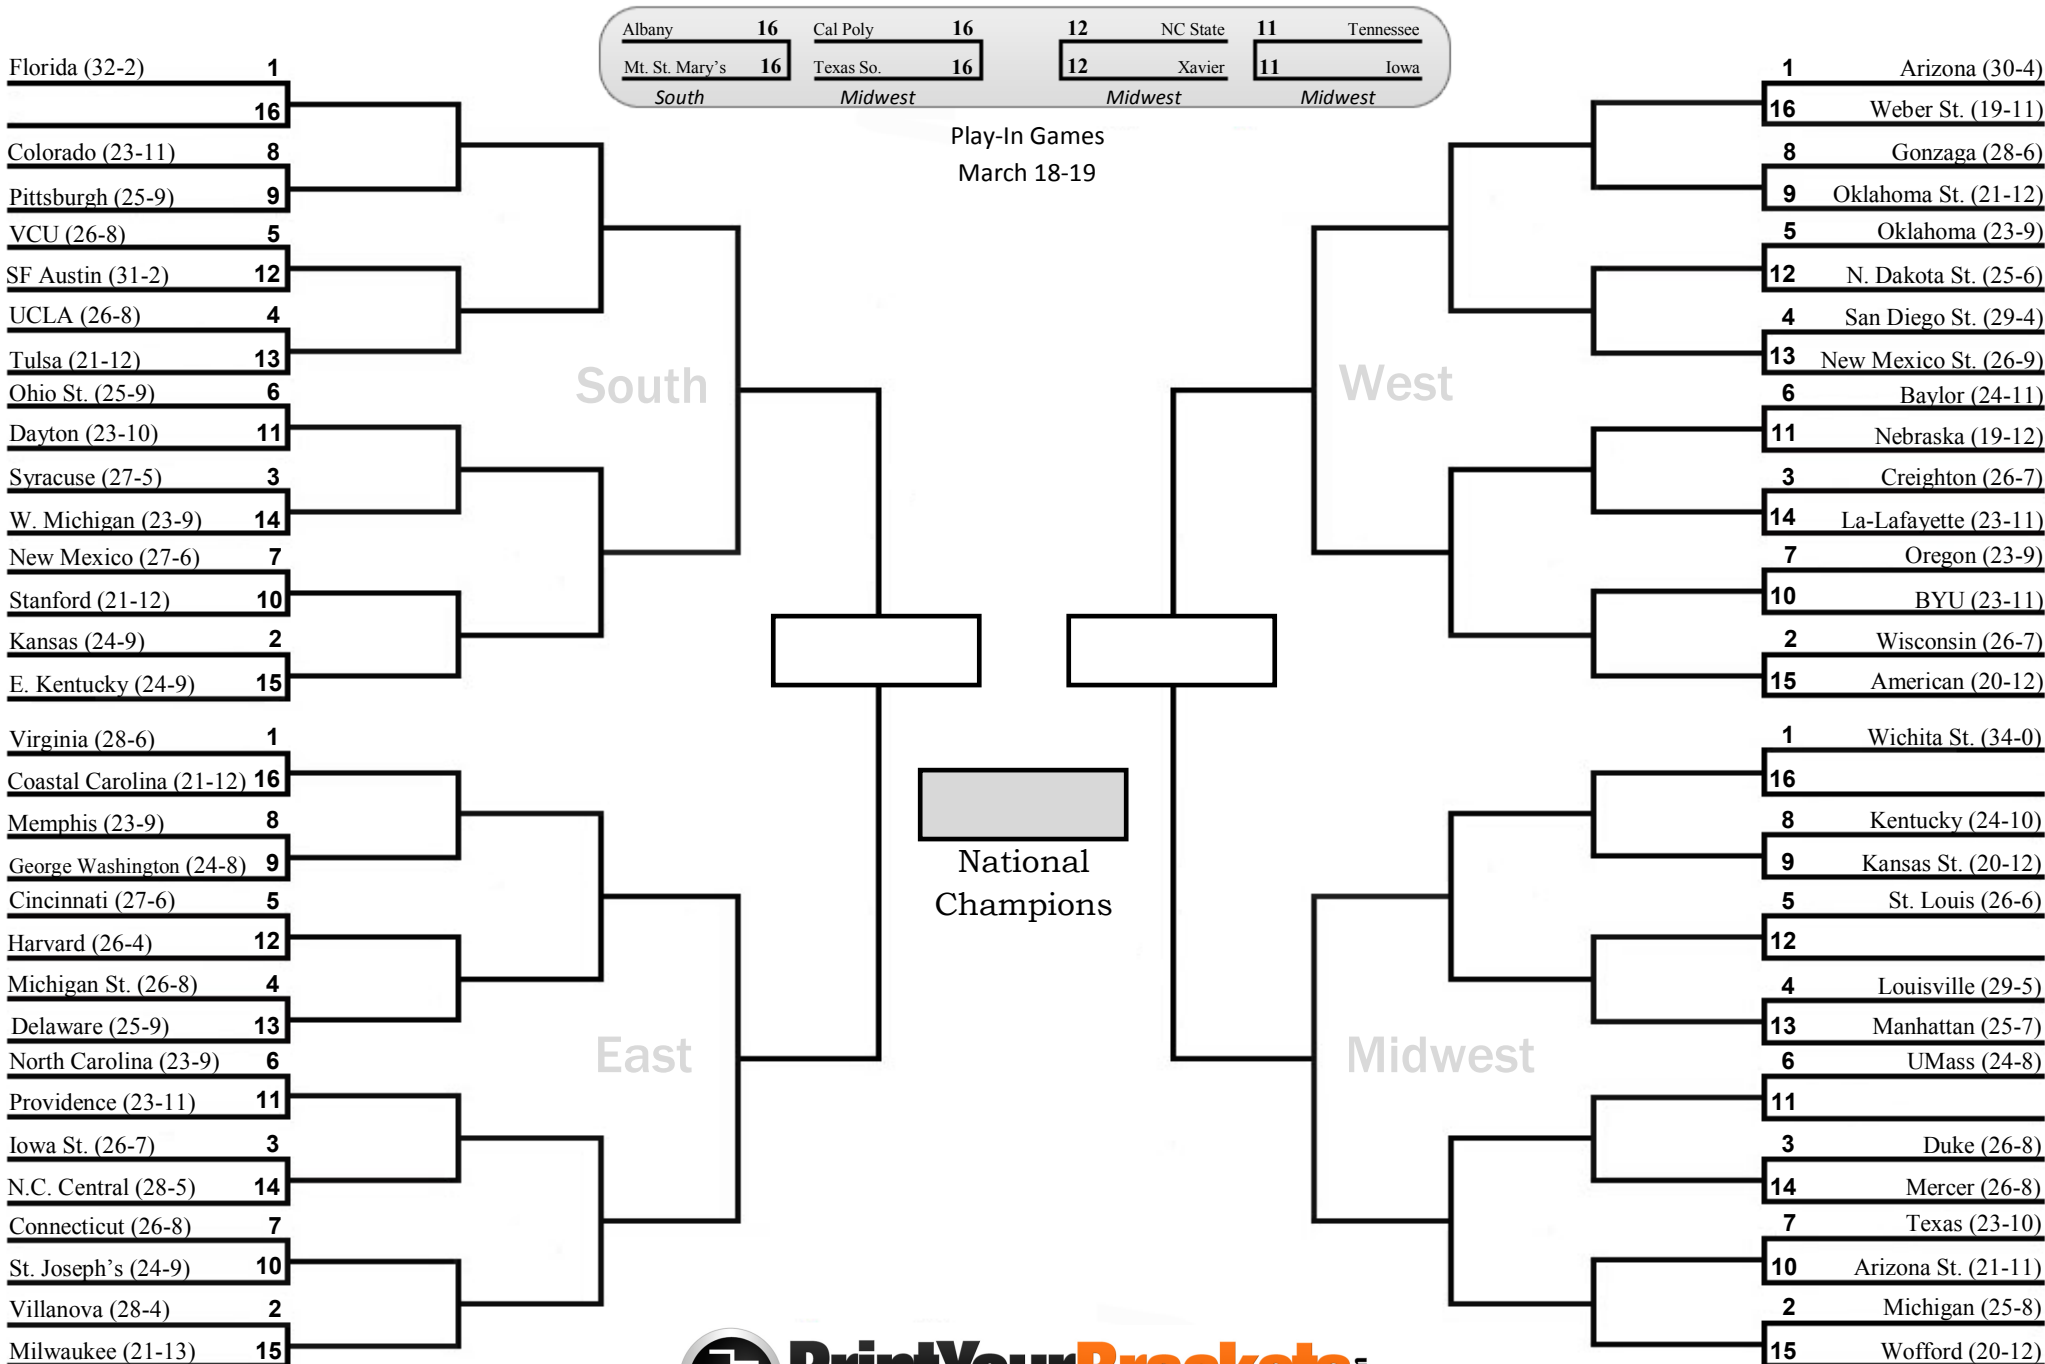 Albany 16
Mt. St. Mary's 16
South
Cal Poly 16
Texas So. 16
Midwest
12 NC State
12 Xavier
Midwest
11 Tennessee
11 Iowa
Midwest
Play-In Games
March 18-19
Florida (32-2) 1
16
Colorado (23-11) 8
Pittsburgh (25-9) 9
VCU (26-8) 5
SF Austin (31-2) 12
UCLA (26-8) 4
Tulsa (21-12) 13
Ohio St. (25-9) 6
Dayton (23-10) 11
Syracuse (27-5) 3
W. Michigan (23-9) 14
New Mexico (27-6) 7
Stanford (21-12) 10
Kansas (24-9) 2
E. Kentucky (24-9) 15
South
Virginia (28-6) 1
Coastal Carolina (21-12) 16
Memphis (23-9) 8
George Washington (24-8) 9
Cincinnati (27-6) 5
Harvard (26-4) 12
Michigan St. (26-8) 4
Delaware (25-9) 13
North Carolina (23-9) 6
Providence (23-11) 11
Iowa St. (26-7) 3
N.C. Central (28-5) 14
Connecticut (26-8) 7
St. Joseph's (24-9) 10
Villanova (28-4) 2
Milwaukee (21-13) 15
East
National
Champions
1 Arizona (30-4)
16 Weber St. (19-11)
8 Gonzaga (28-6)
9 Oklahoma St. (21-12)
5 Oklahoma (23-9)
12 N. Dakota St. (25-6)
4 San Diego St. (29-4)
13 New Mexico St. (26-9)
6 Baylor (24-11)
11 Nebraska (19-12)
3 Creighton (26-7)
14 La-Lafayette (23-11)
7 Oregon (23-9)
10 BYU (23-11)
2 Wisconsin (26-7)
15 American (20-12)
West
1 Wichita St. (34-0)
16
8 Kentucky (24-10)
9 Kansas St. (20-12)
5 St. Louis (26-6)
12
4 Louisville (29-5)
13 Manhattan (25-7)
6 UMass (24-8)
11
3 Duke (26-8)
14 Mercer (26-8)
7 Texas (23-10)
10 Arizona St. (21-11)
2 Michigan (25-8)
15 Wofford (20-12)
Midwest
PrintYourBrackets